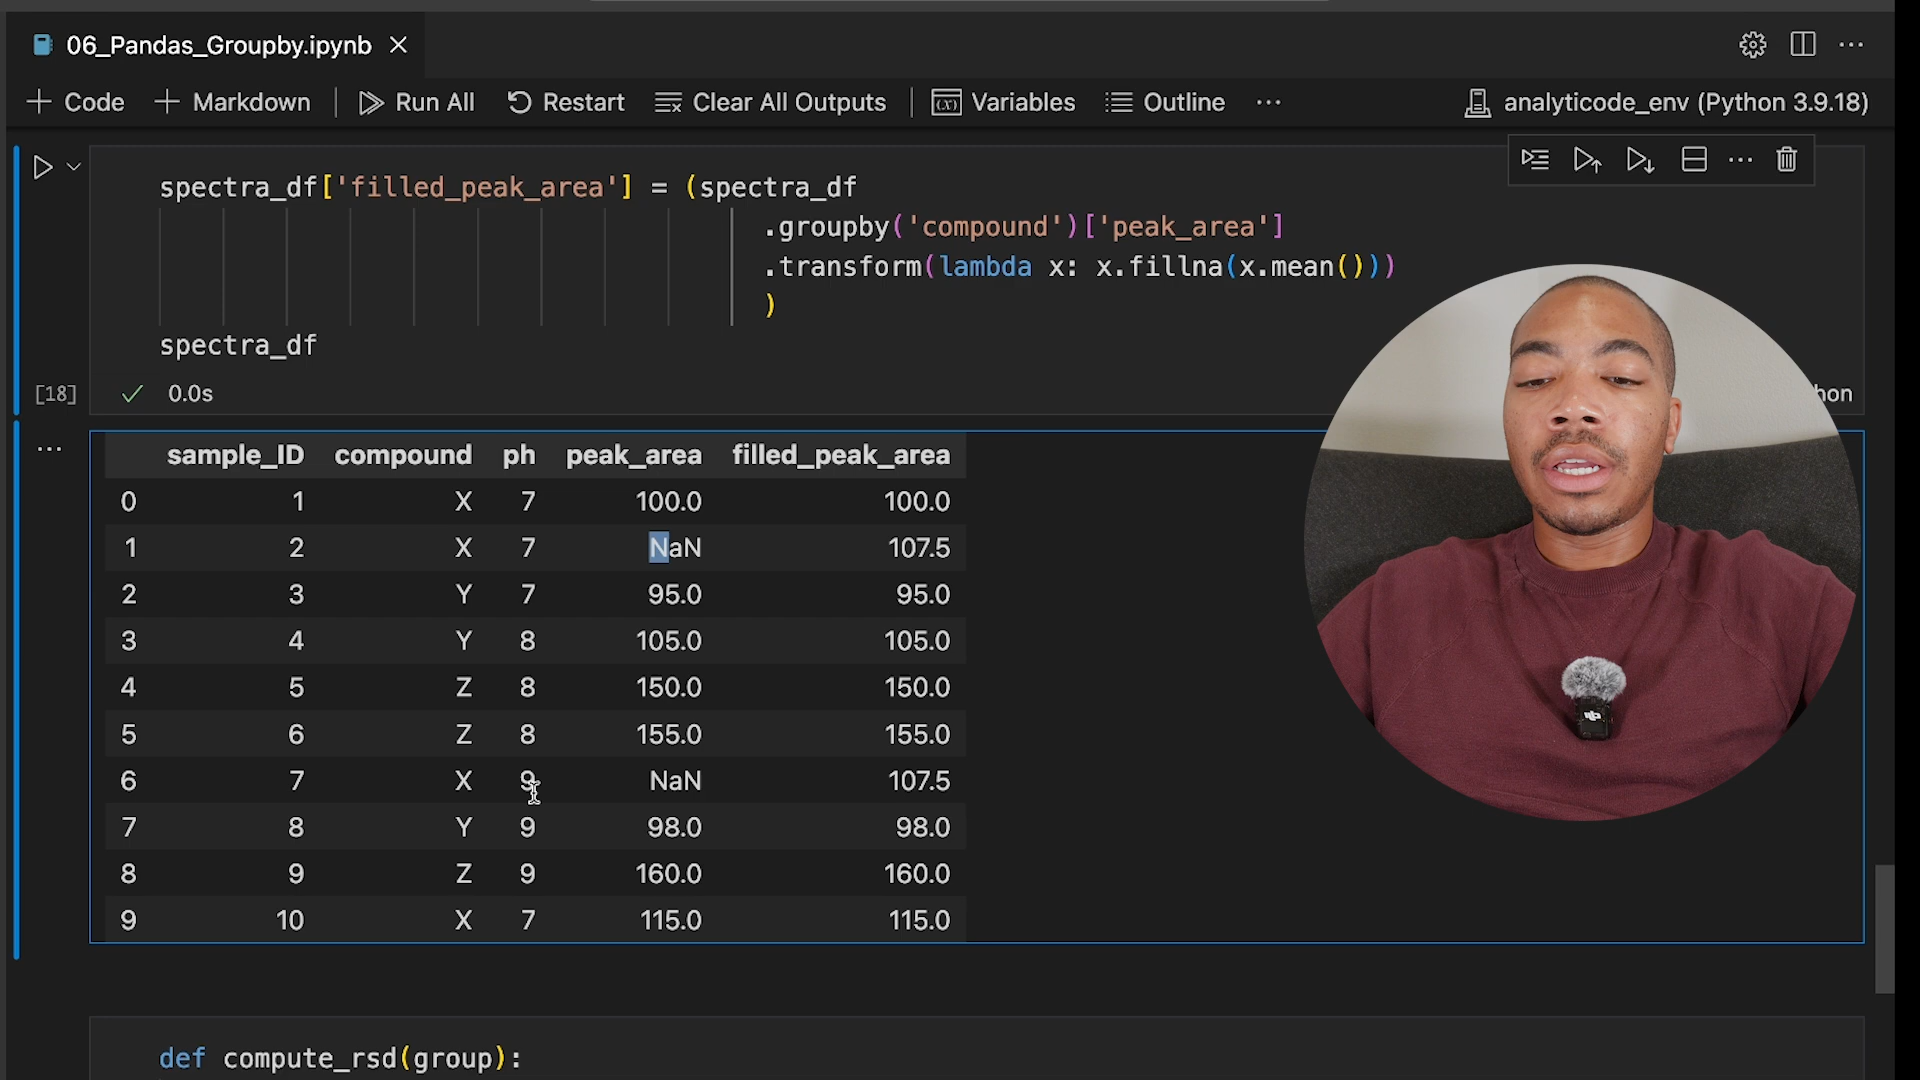 06_Pandas_Groupby.ipynb
Code Markdown Run All Restart Clear All Outputs Variables Outline ... analyticode_env (Python 3.9.18)
spectra_df['filled_peak_area'] = (spectra_df
.groupby('compound')['peak_area']
.transform(lambda x: x.fillna(x.mean()))
)
spectra_df
[18] 0.0s hon
sample_ID compound ph peak_area filled_peak_area
0 1 X 7 100.0 100.0
1 2 X 7 NaN 107.5
2 3 Y 7 95.0 95.0
3 4 Y 8 105.0 105.0
4 5 Z 8 150.0 150.0
5 6 Z 8 155.0 155.0
6 7 X 9 NaN 107.5
7 8 Y 9 98.0 98.0
8 9 Z 9 160.0 160.0
9 10 X 7 115.0 115.0
def compute_rsd(group):